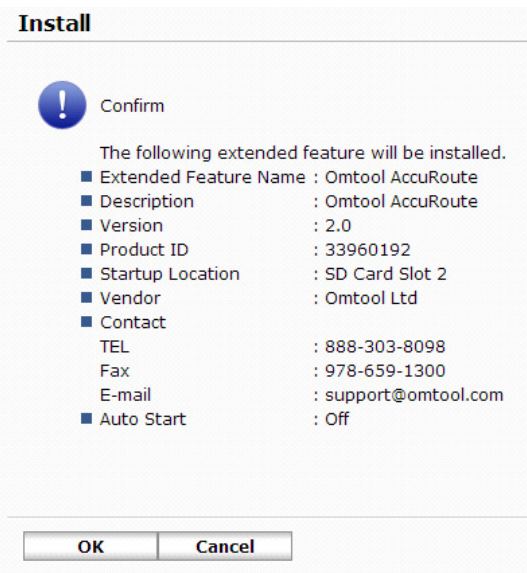 Install
Confirm
The following extended feature will be installed.
Extended Feature Name : Omtool AccuRoute
Description : Omtool AccuRoute
Version : 2.0
Product ID : 33960192
Startup Location : SD Card Slot 2
Vendor : Omtool Ltd
Contact
TEL : 888-303-8098
Fax : 978-659-1300
E-mail : support@omtool.com
Auto Start : Off
OK Cancel